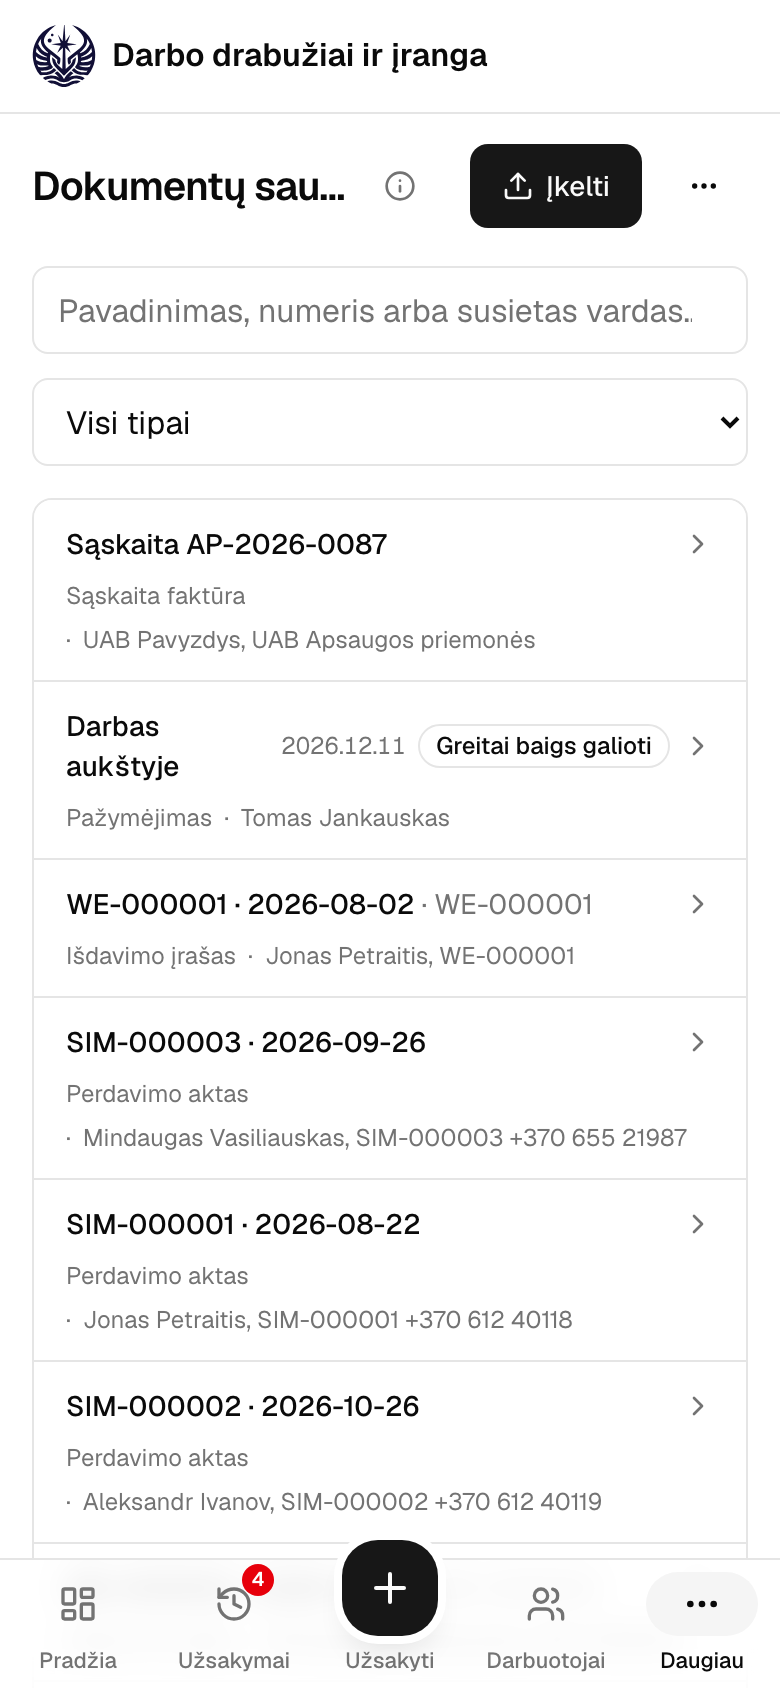 Darbo drabužiai ir įranga
Dokumentų sau...
Įkelti
Pavadinimas, numeris arba susietas vardas..
Visi tipai
Sąskaita AP-2026-0087
Sąskaita faktūra
· UAB Pavyzdys, UAB Apsaugos priemonės
Darbas aukštyje
2026.12.11
Greitai baigs galioti
Pažymėjimas · Tomas Jankauskas
WE-000001 · 2026-08-02 · WE-000001
Išdavimo įrašas · Jonas Petraitis, WE-000001
SIM-000003 · 2026-09-26
Perdavimo aktas
· Mindaugas Vasiliauskas, SIM-000003 +370 655 21987
SIM-000001 · 2026-08-22
Perdavimo aktas
· Jonas Petraitis, SIM-000001 +370 612 40118
SIM-000002 · 2026-10-26
Perdavimo aktas
· Aleksandr Ivanov, SIM-000002 +370 612 40119
4
Pradžia
Užsakymai
Užsakyti
Darbuotojai
Daugiau